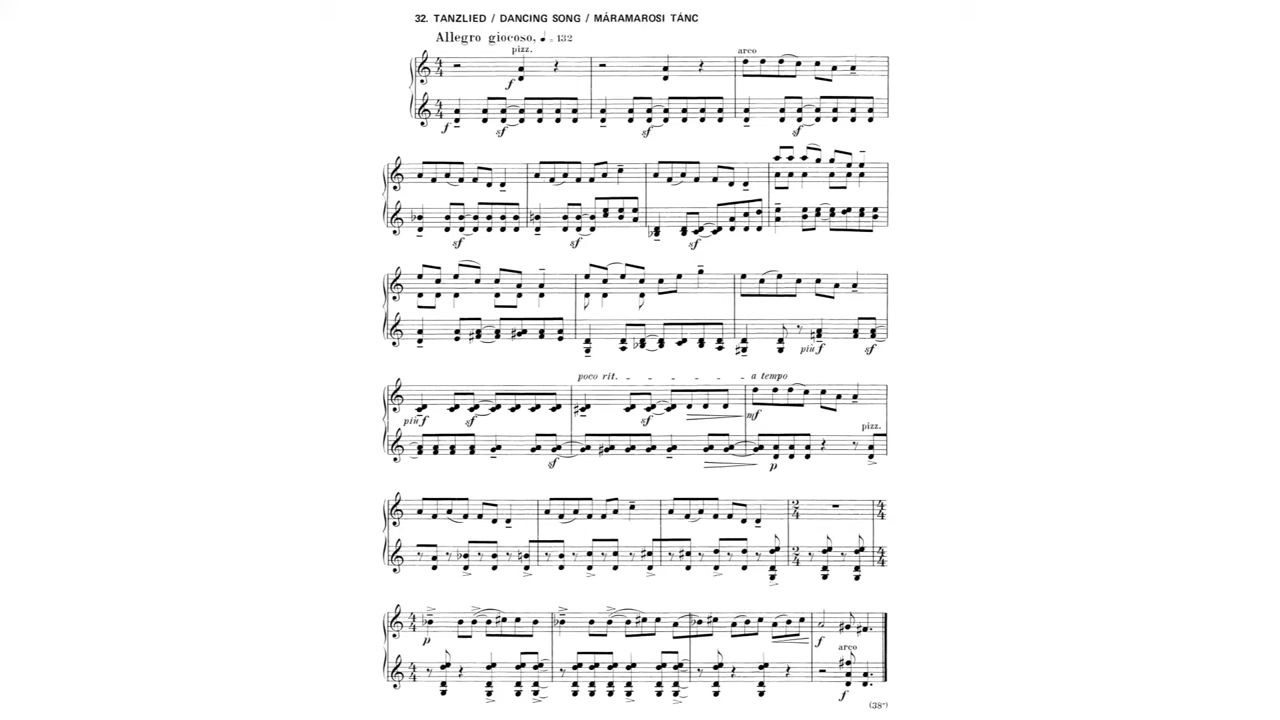 32. TANZLIED / DANCING SONG / MÁRAMAROSI TÁNC
Allegro giocoso, ♩ = 132
pizz.
f
arco
f sf sf sf
sf sf sf
più f sf
poco rit. a tempo
più f sf sf mf
pizz.
sf p
p f
arco
f
(38")